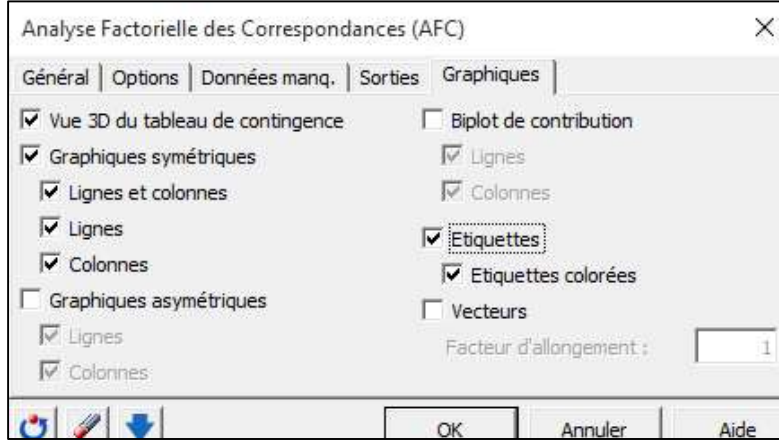 Analyse Factorielle des Correspondances (AFC)
Général Options Données manq. Sorties Graphiques
Vue 3D du tableau de contingence
Graphiques symétriques
Lignes et colonnes
Lignes
Colonnes
Graphiques asymétriques
Lignes
Colonnes
Biplot de contribution
Lignes
Colonnes
Etiquettes
Etiquettes colorées
Vecteurs
Facteur d'allongement : 1
OK Annuler Aide